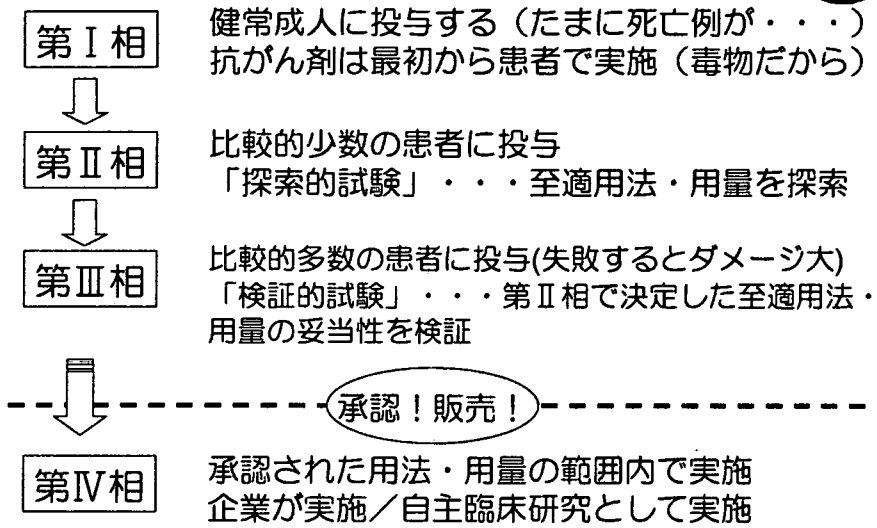 第Ⅰ相
健常成人に投与する（たまに死亡例が・・・）
抗がん剤は最初から患者で実施（毒物だから）
第Ⅱ相
比較的少数の患者に投与
「探索的試験」・・・至適用法・用量を探索
第Ⅲ相
比較的多数の患者に投与(失敗するとダメージ大)
「検証的試験」・・・第Ⅱ相で決定した至適用法・
用量の妥当性を検証
承認！販売！
第Ⅳ相
承認された用法・用量の範囲内で実施
企業が実施／自主臨床研究として実施